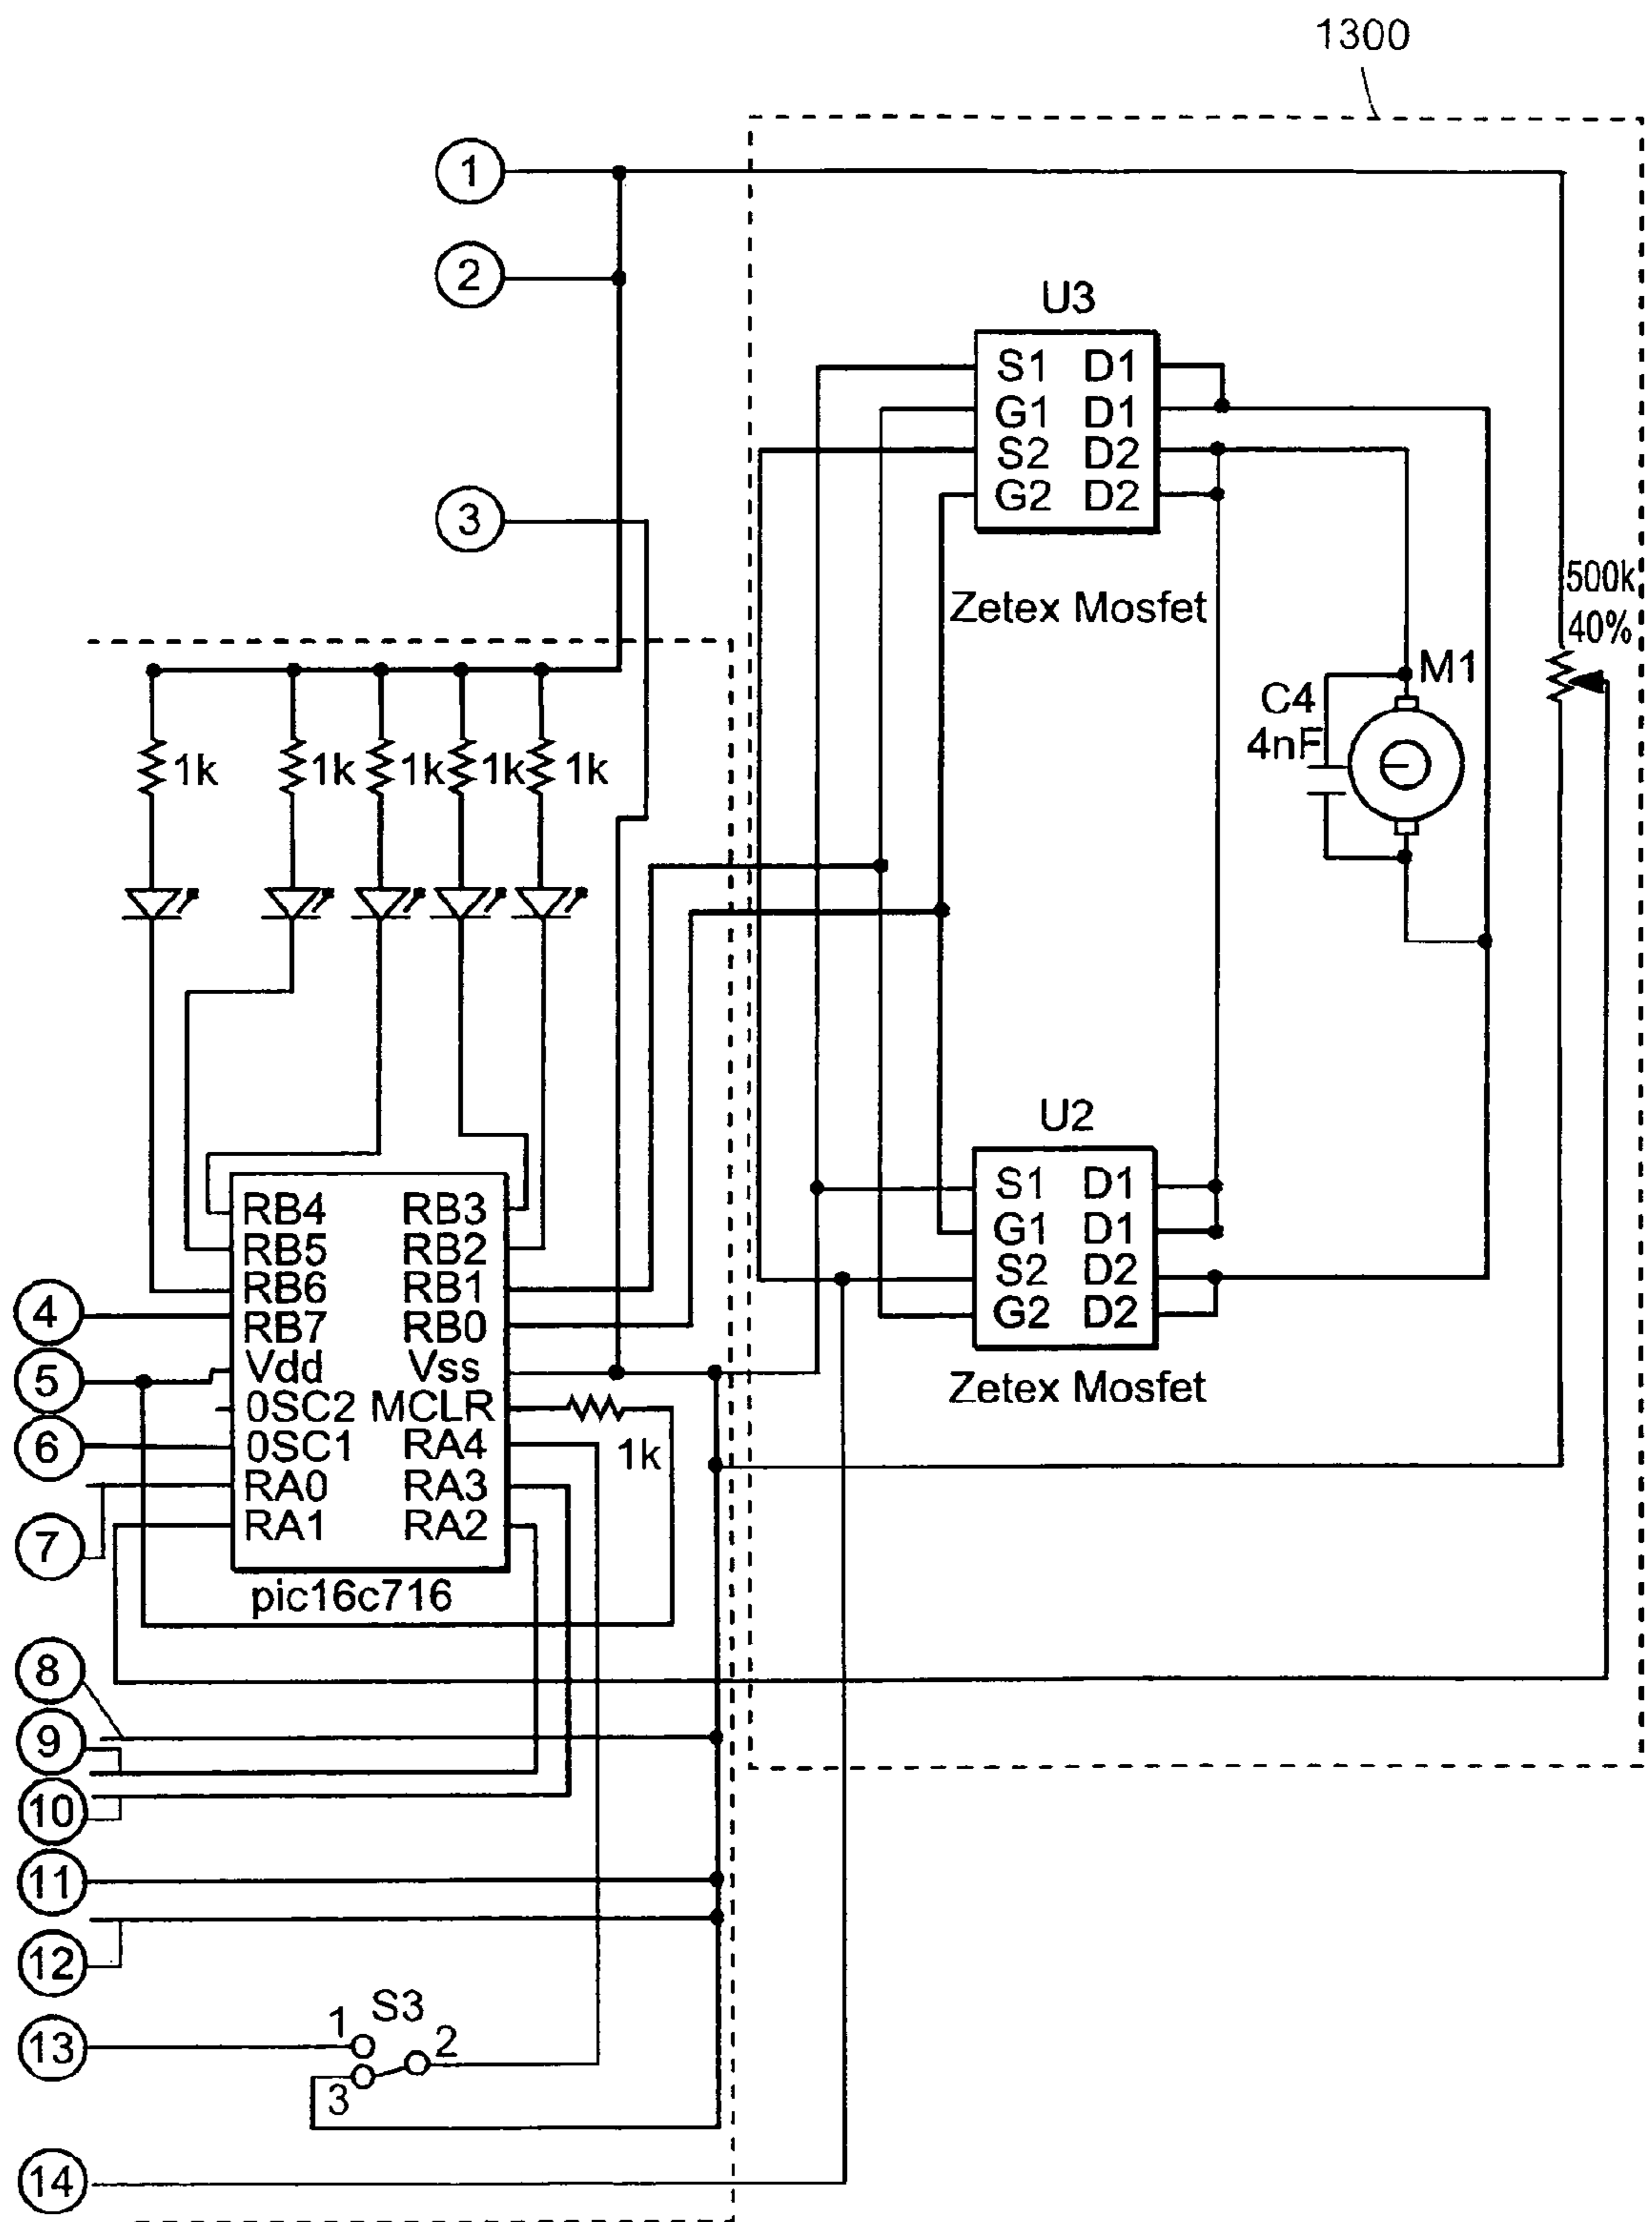 1300
1
2
U3
S1 D1
G1 D1
S2 D2
G2 D2
3
Zetex Mosfet
500k
40%
M1
C4
4nF
1k 1k 1k 1k 1k
U2
S1 D1
G1 D1
S2 D2
G2 D2
Zetex Mosfet
RB4 RB3
RB5 RB2
RB6 RB1
4
RB7 RB0
5
Vdd Vss
0SC2 MCLR
6
0SC1 RA4
1k
RA0 RA3
7
RA1 RA2
pic16c716
8
9
10
11
12
S3
1
2
13
3
14